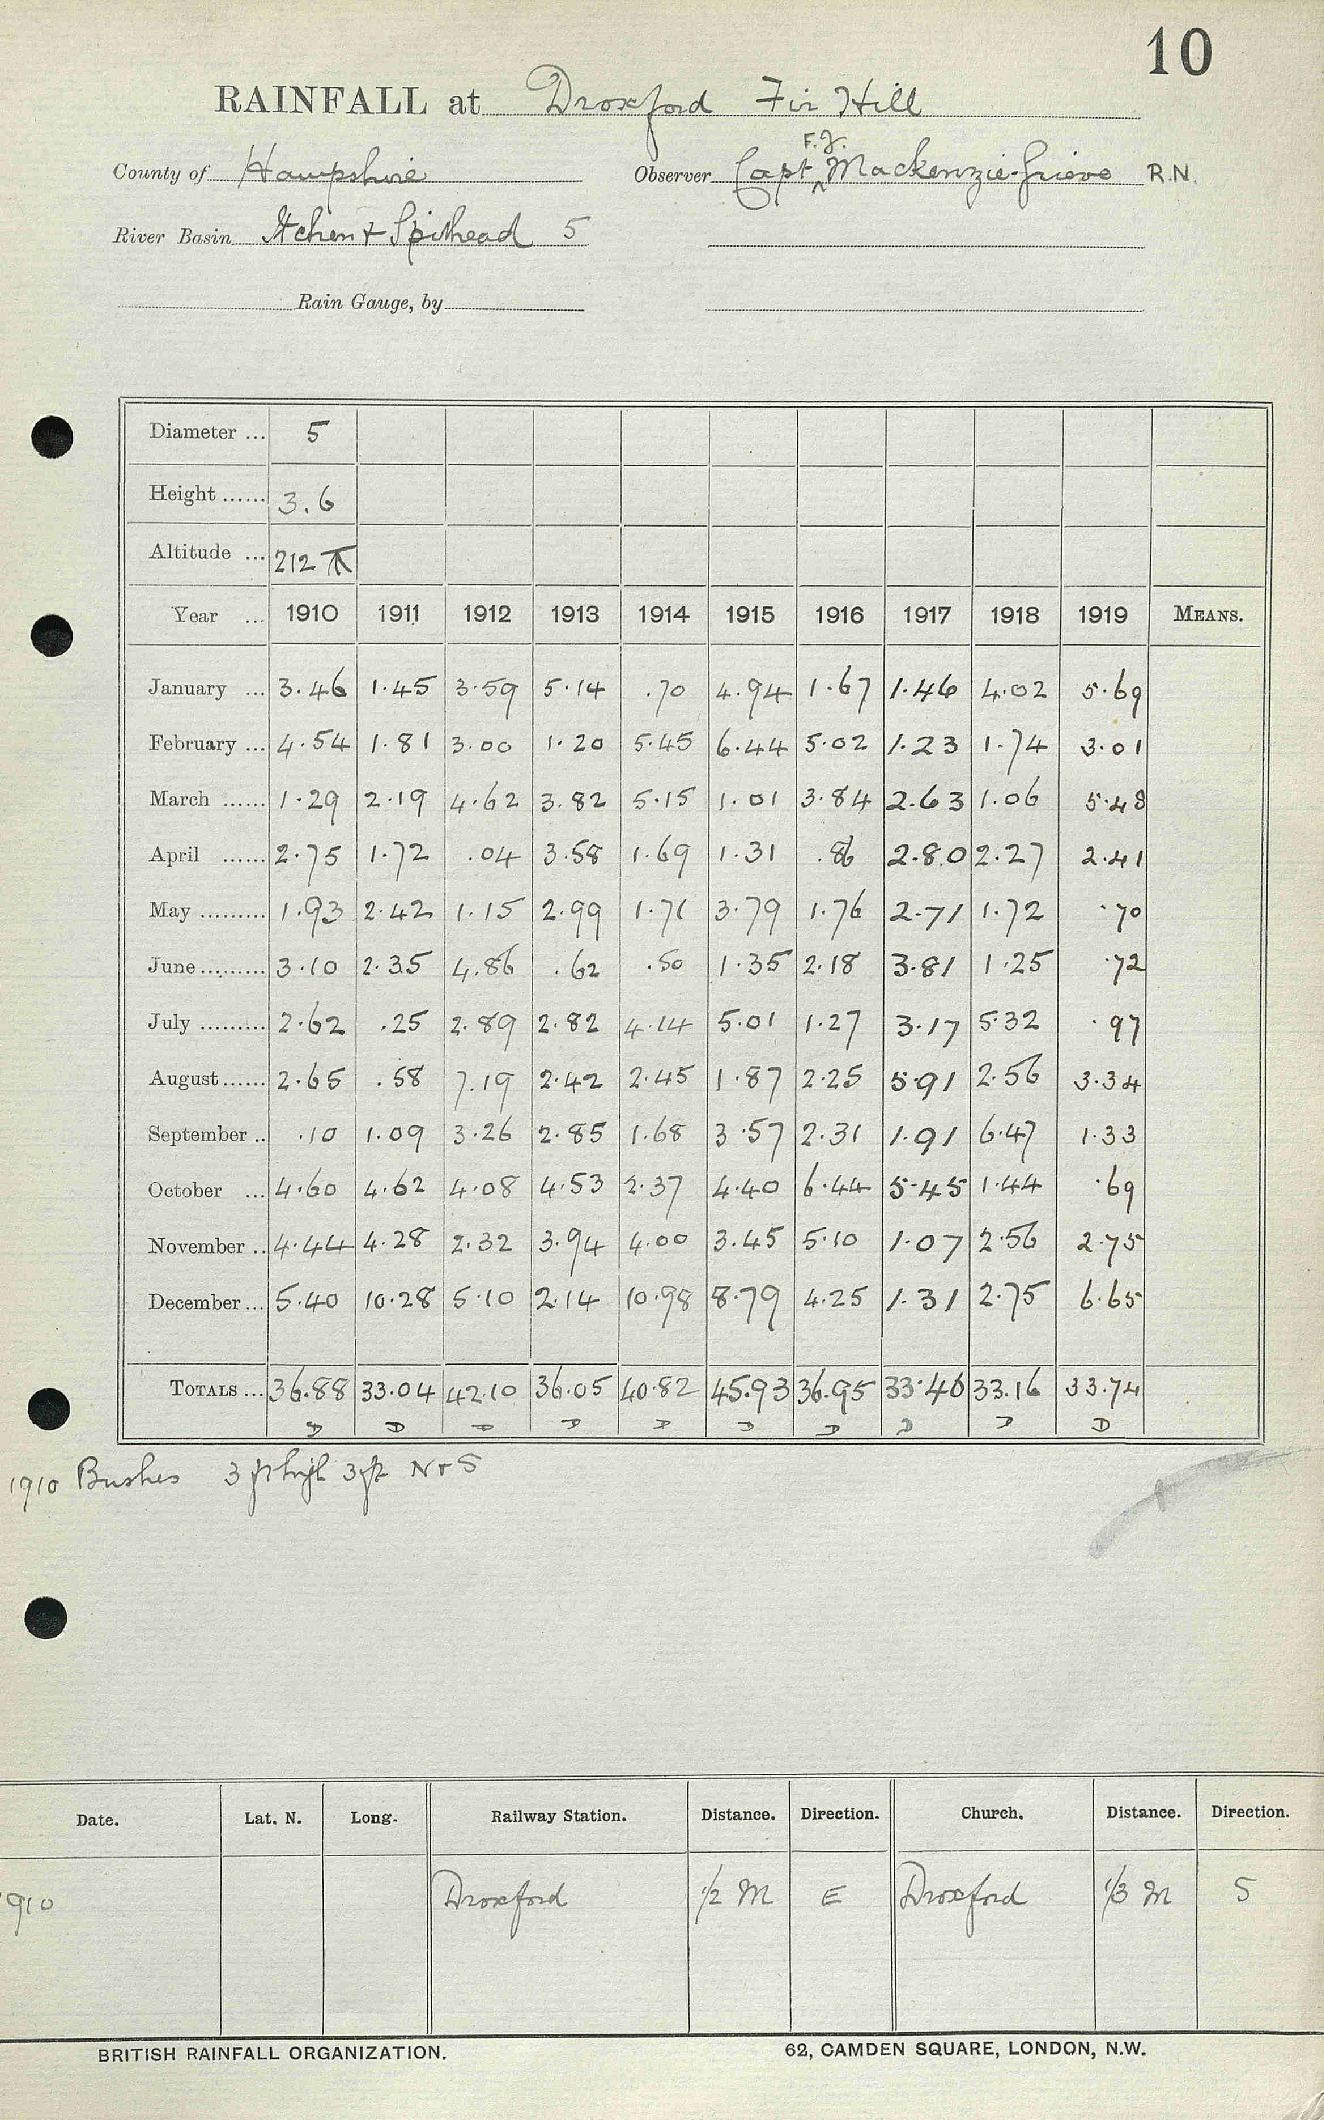 10
RAINFALL at Droxford Fir Hill
F.J.
County of Hampshire Observer Capt Mackenzie-Grieve R.N.
River Basin Itchen & Spithead 5
Rain Gauge, by
Diameter ... 5
Height ...... 3.6
Altitude ... 212
Year ... 1910 1911 1912 1913 1914 1915 1916 1917 1918 1919 MEANS.
January ... 3.46 1.45 3.59 5.14 .70 4.94 1.67 1.46 4.02 5.69
February ... 4.54 1.81 3.00 1.20 5.45 6.44 5.02 1.23 1.74 3.01
March ...... 1.29 2.19 4.62 3.82 5.15 1.01 3.84 2.63 1.06 5.48
April ...... 2.75 1.72 .04 3.58 1.69 1.31 .86 2.80 2.27 2.41
May ......... 1.93 2.42 1.15 2.99 1.71 3.79 1.76 2.71 1.72 .70
June ......... 3.10 2.35 4.86 .62 .50 1.35 2.18 3.81 1.25 .72
July ......... 2.62 .25 2.89 2.82 4.14 5.01 1.27 3.17 5.32 .97
August ...... 2.65 .58 7.19 2.42 2.45 1.87 2.25 5.91 2.56 3.34
September .. .10 1.09 3.26 2.85 1.68 3.57 2.31 1.91 6.47 1.33
October ... 4.60 4.62 4.08 4.53 2.37 4.40 6.44 5.45 1.44 .69
November .. 4.44 4.28 2.32 3.94 4.00 3.45 5.10 1.07 2.56 2.75
December ... 5.40 10.28 5.10 2.14 10.98 8.79 4.25 1.31 2.75 6.65
TOTALS ... 36.88 33.04 42.10 36.05 40.82 45.93 36.95 33.46 33.16 33.74
D D D D D D D D D D
1910 Bushes 3 ft high 3 ft N & S
Date. Lat. N. Long. Railway Station. Distance. Direction. Church. Distance. Direction.
910 Droxford 1/2 M E Droxford 1/3 M S
BRITISH RAINFALL ORGANIZATION. 62, CAMDEN SQUARE, LONDON, N.W.